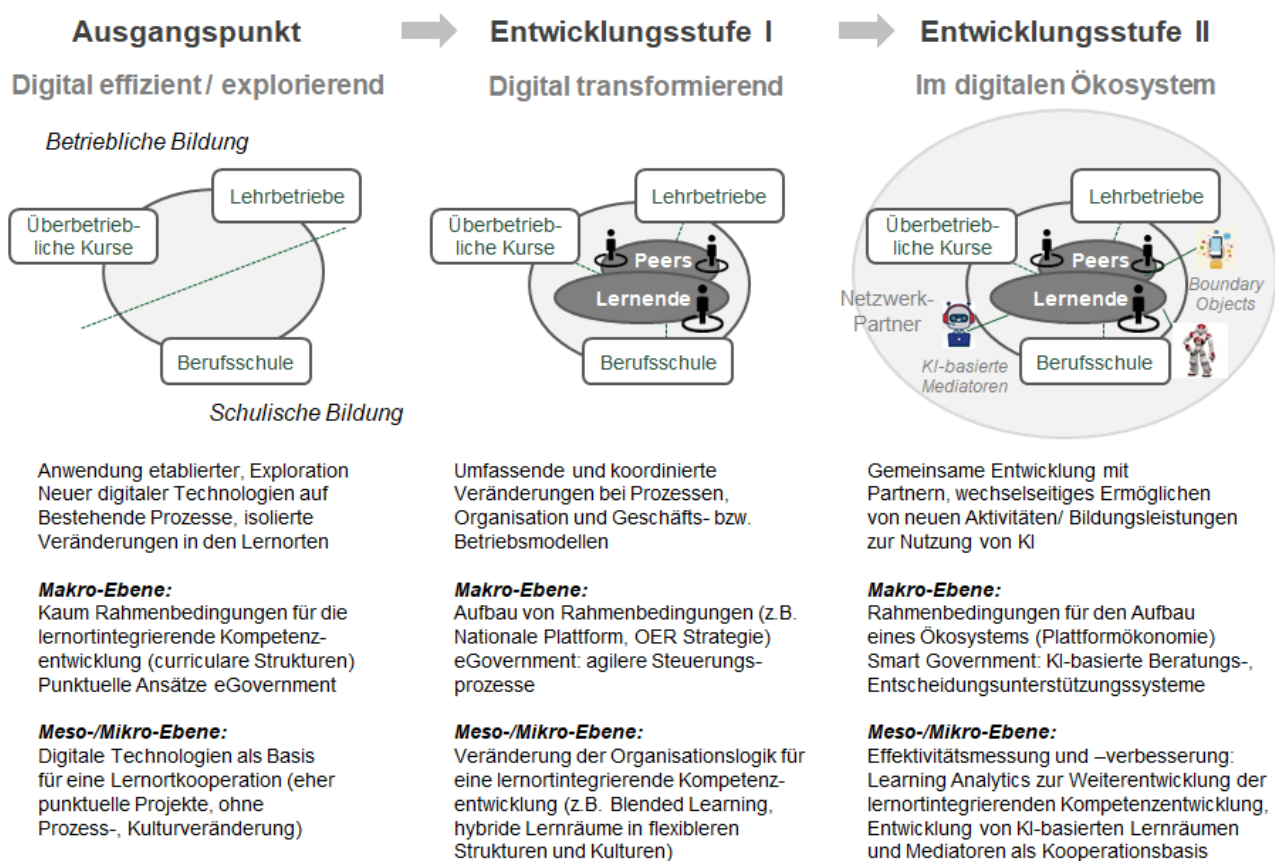 Ausgangspunkt
Digital effizient / explorierend
Betriebliche Bildung
Lehrbetriebe
Überbetrieb-
liche Kurse
Berufsschule
Schulische Bildung
Anwendung etablierter, Exploration
Neuer digitaler Technologien auf
Bestehende Prozesse, isolierte
Veränderungen in den Lernorten
Makro-Ebene:
Kaum Rahmenbedingungen für die
lernortintegrierende Kompetenz-
entwicklung (curriculare Strukturen)
Punktuelle Ansätze eGovernment
Meso-/Mikro-Ebene:
Digitale Technologien als Basis
für eine Lernortkooperation (eher
punktuelle Projekte, ohne
Prozess-, Kulturveränderung)
Entwicklungsstufe I
Digital transformierend
Lehrbetriebe
Überbetrieb-
liche Kurse
Peers
Lernende
Berufsschule
Umfassende und koordinierte
Veränderungen bei Prozessen,
Organisation und Geschäfts- bzw.
Betriebsmodellen
Makro-Ebene:
Aufbau von Rahmenbedingungen (z.B.
Nationale Plattform, OER Strategie)
eGovernment: agilere Steuerungs-
prozesse
Meso-/Mikro-Ebene:
Veränderung der Organisationslogik für
eine lernortintegrierende Kompetenz-
entwicklung (z.B. Blended Learning,
hybride Lernräume in flexibleren
Strukturen und Kulturen)
Entwicklungsstufe II
Im digitalen Ökosystem
Lehrbetriebe
Überbetrieb-
liche Kurse
Peers
Lernende
Boundary
Objects
Netzwerk-
Partner
KI-basierte
Mediatoren
Berufsschule
Gemeinsame Entwicklung mit
Partnern, wechselseitiges Ermöglichen
von neuen Aktivitäten/ Bildungsleistungen
zur Nutzung von KI
Makro-Ebene:
Rahmenbedingungen für den Aufbau
eines Ökosystems (Plattformökonomie)
Smart Government: KI-basierte Beratungs-,
Entscheidungsunterstützungssysteme
Meso-/Mikro-Ebene:
Effektivitätsmessung und –verbesserung:
Learning Analytics zur Weiterentwicklung der
lernortintegrierenden Kompetenzentwicklung,
Entwicklung von KI-basierten Lernräumen
und Mediatoren als Kooperationsbasis